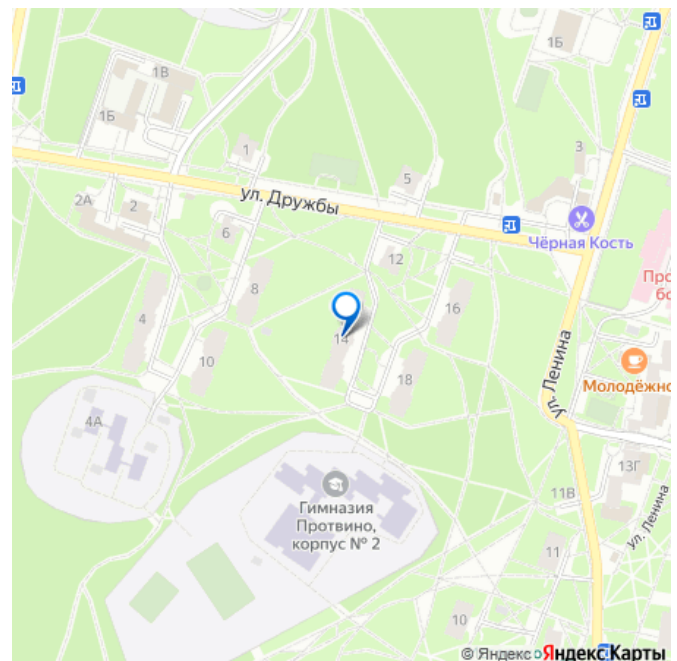 1Б
1В
1Б
3
1
5
2А
2
ул. Дружбы
6
12
Чёрная Кость
Про
бо
8
4
16
14
ул. Ленина
10
18
Молодёжно
4А
13Г
Гимназия
Протвино,
корпус № 2
11В
ул. Ленина
11
10
© Яндекс
Яндекс Карты